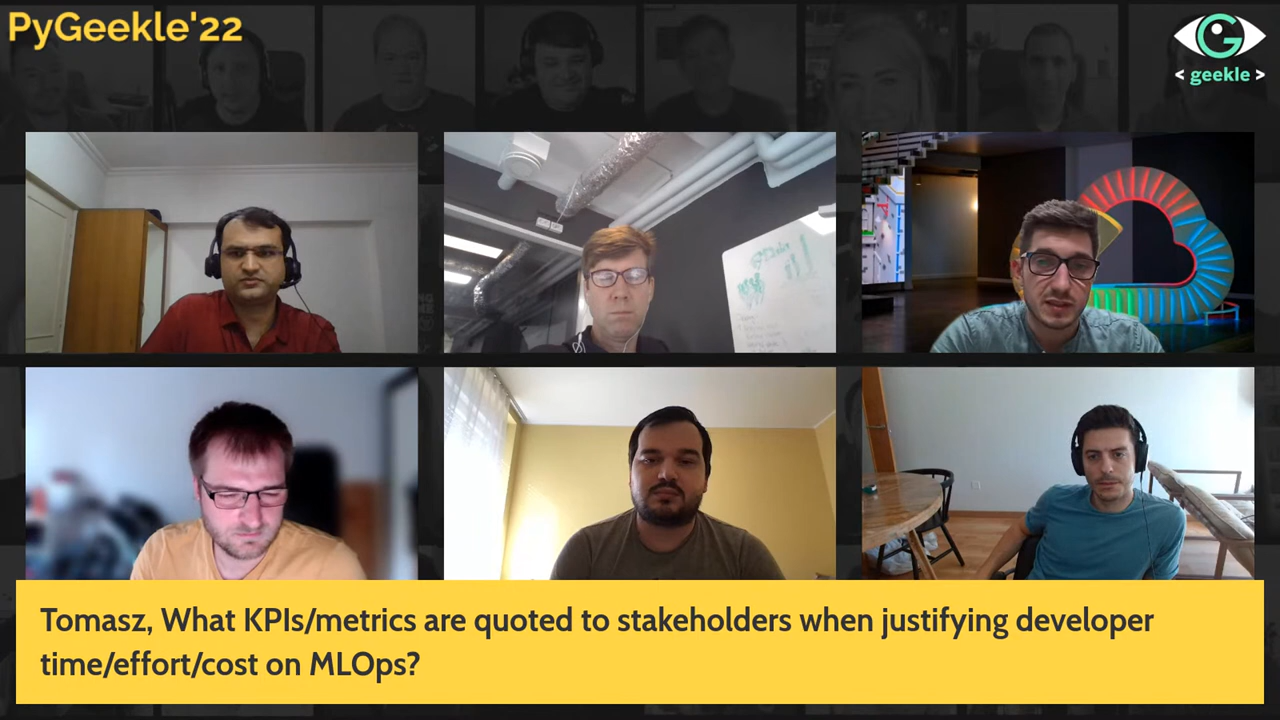 PyGeekle'22
< geekle >
Tomasz, What KPIs/metrics are quoted to stakeholders when justifying developer
time/effort/cost on MLOps?